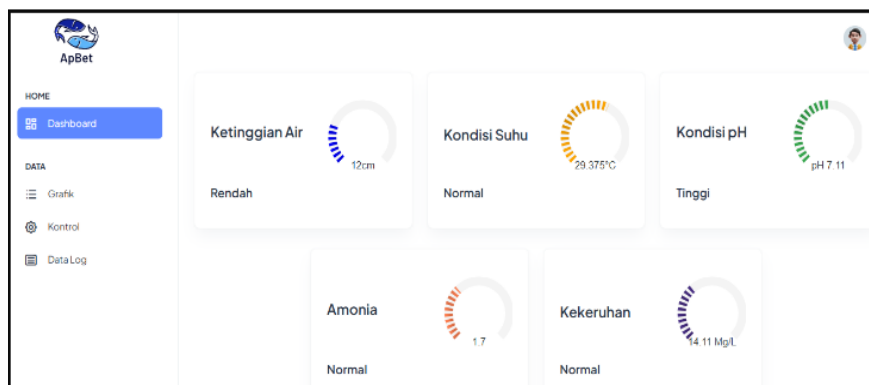 ApBet
HOME
Dashboard
DATA
Grafik
Kontrol
Data Log
Ketinggian Air
12cm
Rendah
Kondisi Suhu
29.375°C
Normal
Kondisi pH
pH 7.11
Tinggi
Amonia
1.7
Normal
Kekeruhan
14.11 Mg/L
Normal